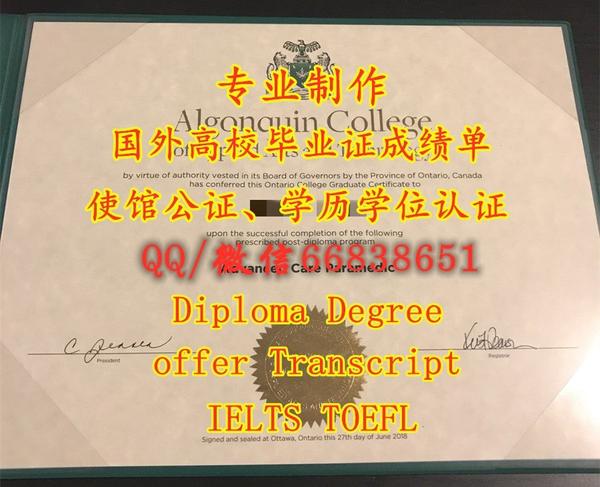 专业制作
Algonquin College
国外高校毕业证成绩单
by virtue of authority vested in its Board of Governors by the Province of Ontario, Canada
has conferred this Ontario College Graduate Certificate to
使馆公证、学历学位认证
upon the successful completion of the following
prescribed post-diploma program
QQ/微信66838651
Advanced Care Paramedic
Diploma Degree
President
Registrar
offer Transcript
IELTS TOEFL
Signed and sealed at Ottawa, Ontario this 27th day of June 2018